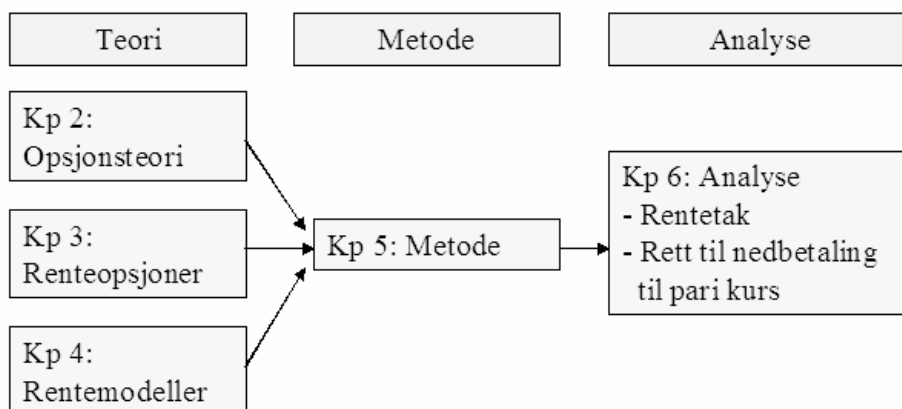 Teori
Metode
Analyse
Kp 2:
Opsjonsteori
Kp 3:
Renteopsjoner
Kp 4:
Rentemodeller
Kp 5: Metode
Kp 6: Analyse
- Rentetak
- Rett til nedbetaling
til pari kurs